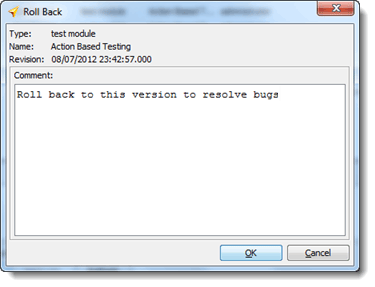 Roll Back
Type: test module
Name: Action Based Testing
Revision: 08/07/2012 23:42:57.000
Comment:
Roll back to this version to resolve bugs
OK Cancel